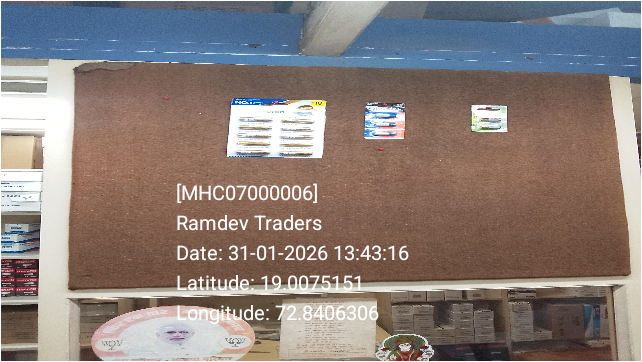 [MHC07000006]
Ramdev Traders
Date: 31-01-2026 13:43:16
Latitude: 19.0075151
Longitude: 72.8406306